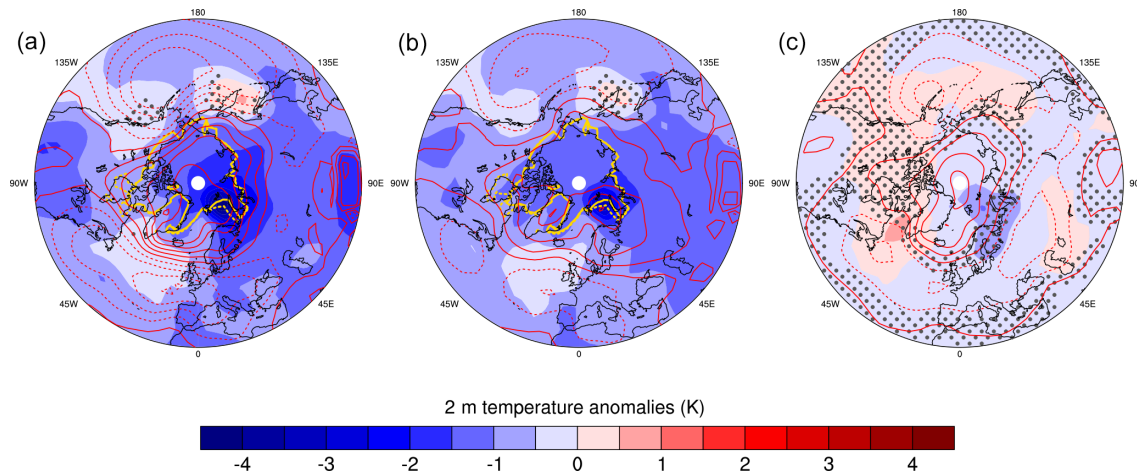 (a)
180
135W
135E
90W
90E
45W
45E
0
(b)
180
135W
135E
90W
90E
45W
45E
0
(c)
180
135W
135E
90W
90
45W
45E
0
2 m temperature anomalies (K)
-4 -3 -2 -1 0 1 2 3 4